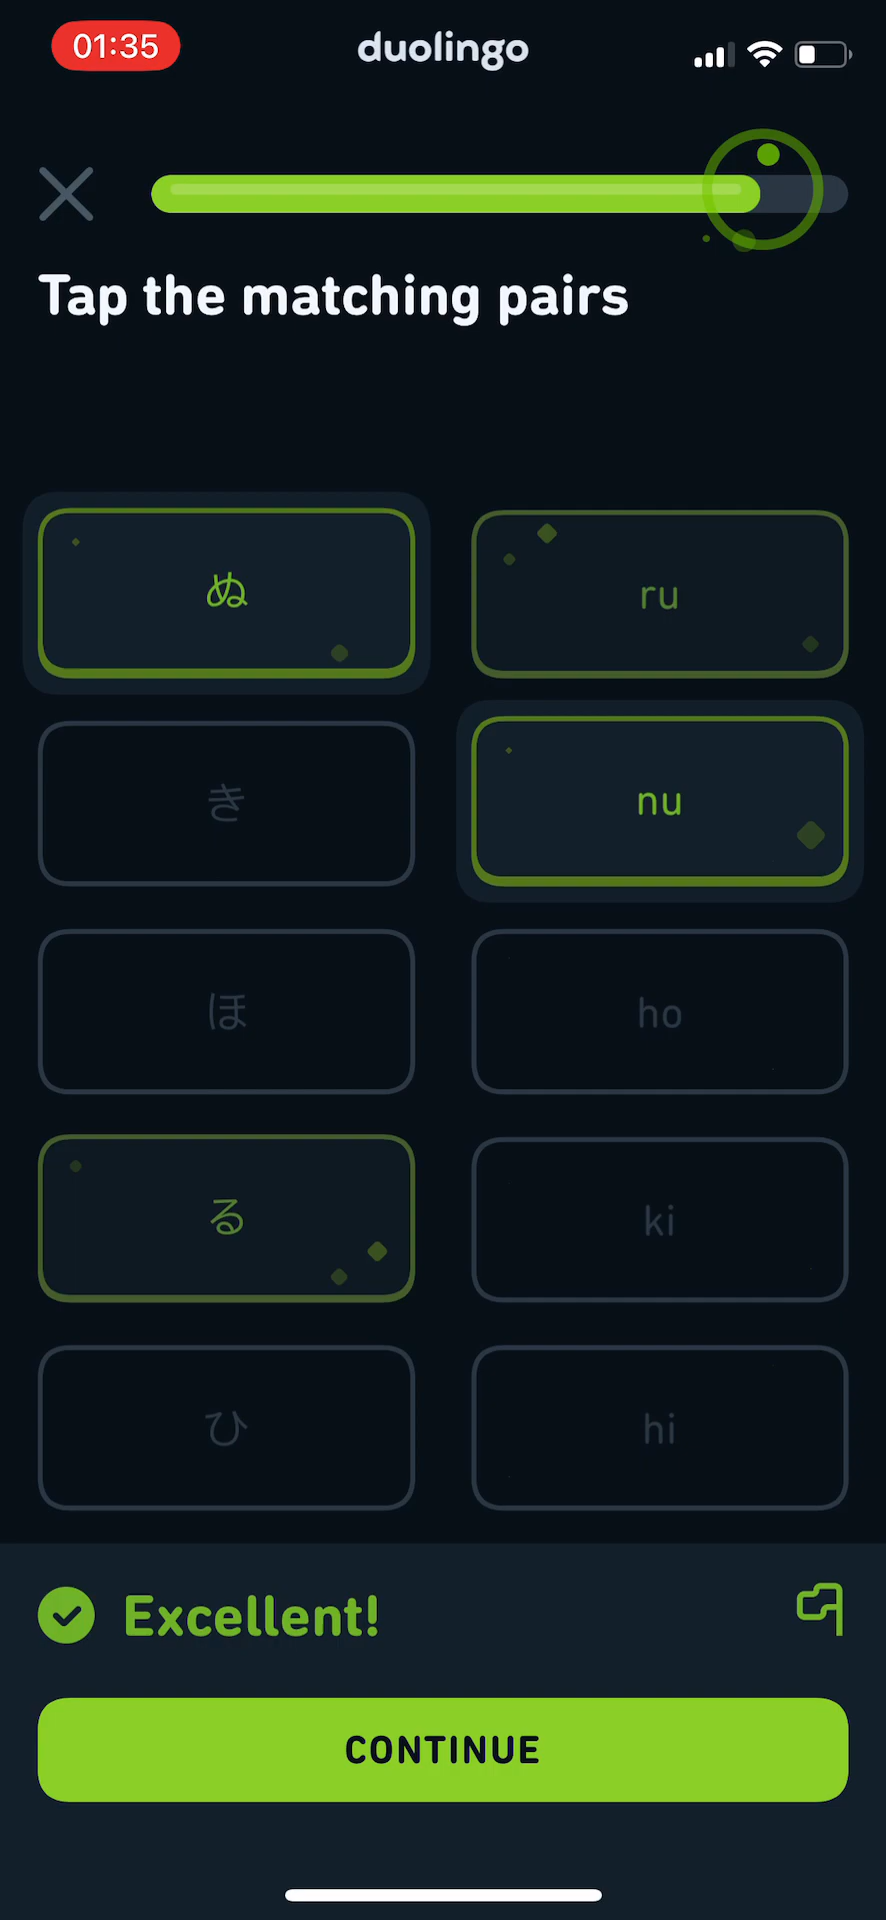 01:35
duolingo
Tap the matching pairs
ぬ
ru
き
nu
ほ
ho
る
ki
ひ
hi
Excellent!
CONTINUE